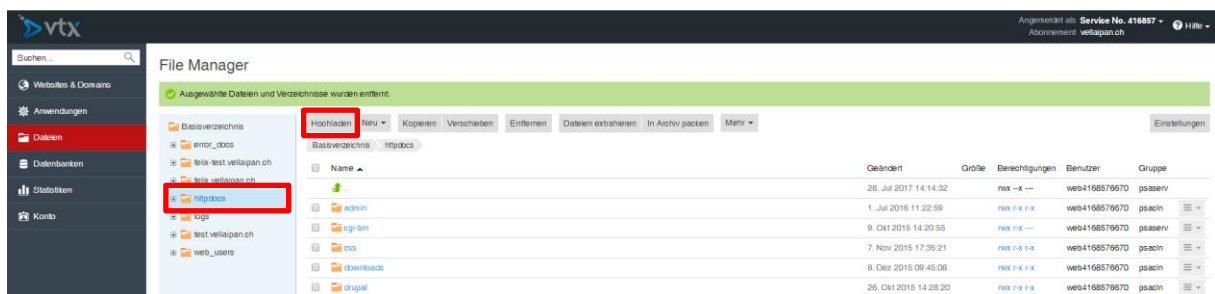 vtx
Angemeldet als Service No. 416857
Hilfe
Abonnement vellaipan.ch
Suchen...
File Manager
Websites & Domains
Ausgewählte Dateien und Verzeichnisse wurden entfernt.
Anwendungen
Dateien
Datenbanken
Statistiken
Konto
Basisverzeichnis
error_docs
felix-test.vellaipan.ch
felix.vellaipan.ch
httpdocs
logs
test.vellaipan.ch
web_users
Hochladen Neu Kopieren Verschieben Entfernen Dateien extrahieren In Archiv packen Mehr Einstellungen
Basisverzeichnis httpdocs
Name Geändert Größe Berechtigungen Benutzer Gruppe
.. 28. Jul 2017 14:14:32 rwx --x --- web4168576670 psaserv
admin 1. Jul 2016 11:22:59 rwx r-x r-x web4168576670 psacln
cgi-bin 9. Okt 2015 14:20:55 rwx r-x --- web4168576670 psaserv
css 7. Nov 2015 17:35:21 rwx r-x r-x web4168576670 psacln
downloads 8. Dez 2015 09:45:08 rwx r-x r-x web4168576670 psacln
drupal 26. Okt 2015 14:28:20 rwx r-x r-x web4168576670 psacln